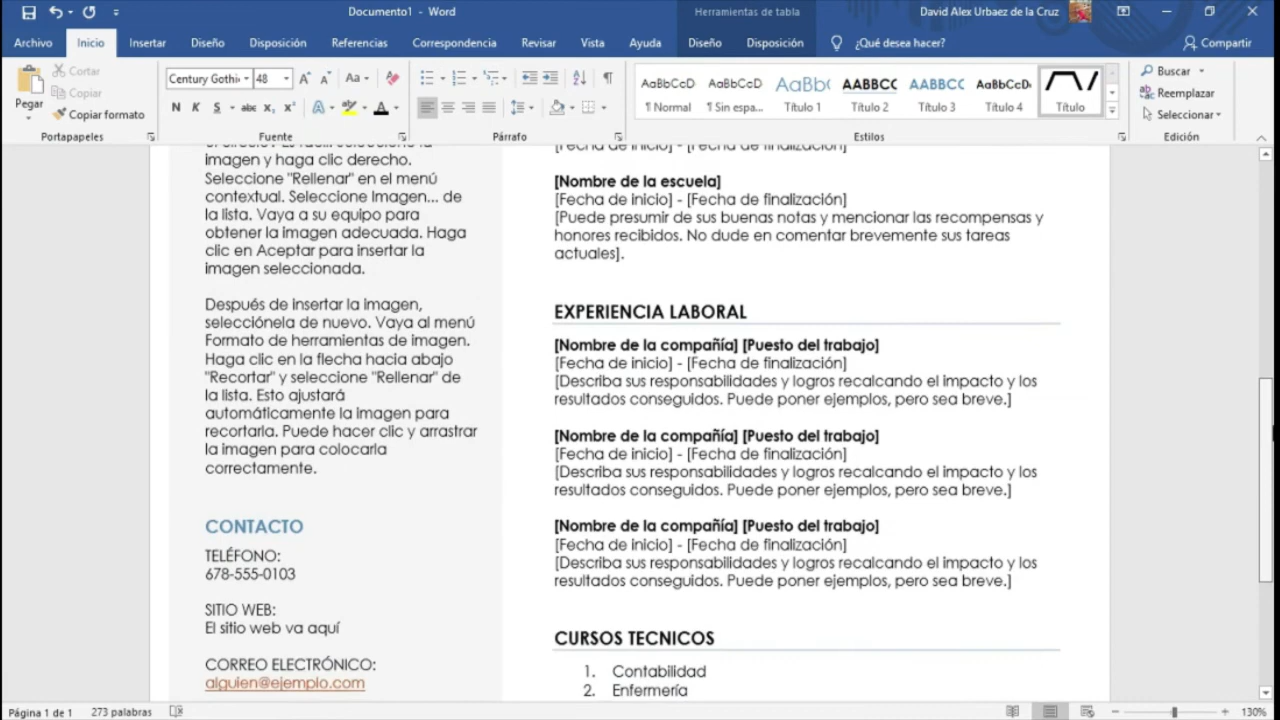 Documento1 - Word
Herramientas de tabla
David Alex Urbaez de la Cruz
Archivo
Inicio
Insertar
Diseño
Disposición
Referencias
Correspondencia
Revisar
Vista
Ayuda
Diseño
Disposición
¿Qué desea hacer?
Compartir
Pegar
Cortar
Copiar
Copiar formato
Portapapeles
Century Gothi
48
Aa
N K S abc x₂ x²
Fuente
Párrafo
AaBbCcD
¶ Normal
AaBbCcD
¶ Sin espa...
AaBb(
Título 1
AABBCC
Título 2
AABBCC
Título 3
AaBbCcD
Título 4
Título
Estilos
Buscar
Reemplazar
Seleccionar
Edición
imagen y haga clic derecho.
Seleccione "Rellenar" en el menú
contextual. Seleccione Imagen... de
la lista. Vaya a su equipo para
obtener la imagen adecuada. Haga
clic en Aceptar para insertar la
imagen seleccionada.
Después de insertar la imagen,
selecciónela de nuevo. Vaya al menú
Formato de herramientas de imagen.
Haga clic en la flecha hacia abajo
"Recortar" y seleccione "Rellenar" de
la lista. Esto ajustará
automáticamente la imagen para
recortarla. Puede hacer clic y arrastrar
la imagen para colocarla
correctamente.
CONTACTO
TELÉFONO:
678-555-0103
SITIO WEB:
El sitio web va aquí
CORREO ELECTRÓNICO:
alguien@ejemplo.com
[Fecha de inicio] - [Fecha de finalización]
[Nombre de la escuela]
[Fecha de inicio] - [Fecha de finalización]
[Puede presumir de sus buenas notas y mencionar las recompensas y
honores recibidos. No dude en comentar brevemente sus tareas
actuales].
EXPERIENCIA LABORAL
[Nombre de la compañía] [Puesto del trabajo]
[Fecha de inicio] - [Fecha de finalización]
[Describa sus responsabilidades y logros recalcando el impacto y los
resultados conseguidos. Puede poner ejemplos, pero sea breve.]
[Nombre de la compañía] [Puesto del trabajo]
[Fecha de inicio] - [Fecha de finalización]
[Describa sus responsabilidades y logros recalcando el impacto y los
resultados conseguidos. Puede poner ejemplos, pero sea breve.]
[Nombre de la compañía] [Puesto del trabajo]
[Fecha de inicio] - [Fecha de finalización]
[Describa sus responsabilidades y logros recalcando el impacto y los
resultados conseguidos. Puede poner ejemplos, pero sea breve.]
CURSOS TECNICOS
1. Contabilidad
2. Enfermería
Página 1 de 1
273 palabras
130%